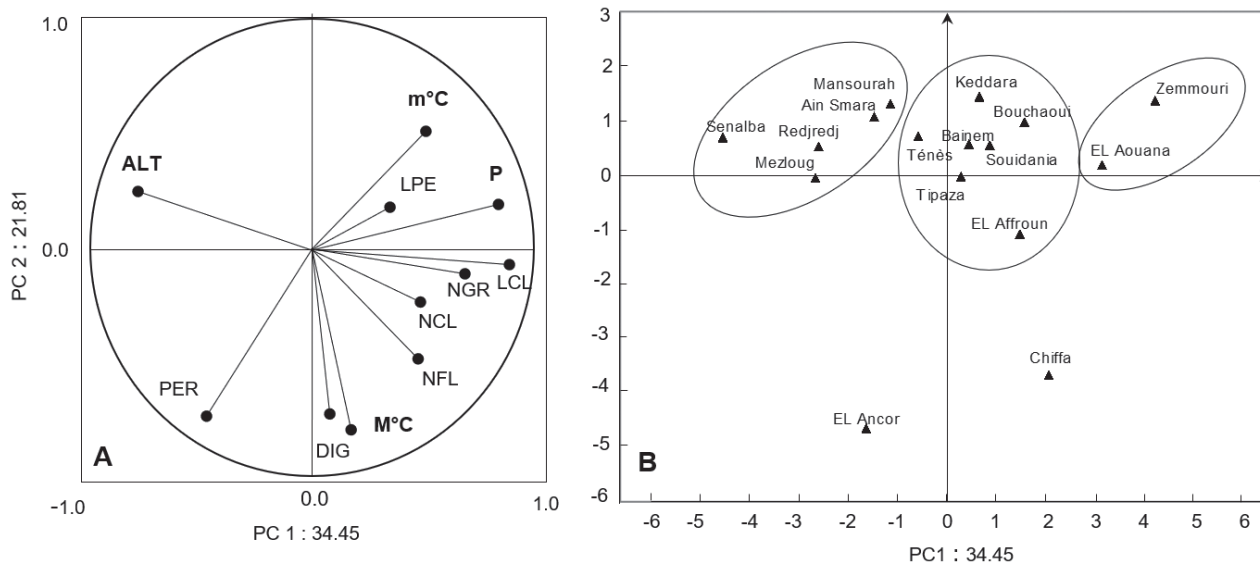 1.0
m°C
ALT
P
LPE
0.0
PC 2 : 21.81
NGR
LCL
NCL
NFL
PER
M°C
DIG
A
−1.0
0.0
1.0
PC 1 : 34.45
3
2
1
0
-1
-2
-3
-4
-5
-6
Mansourah
Ain Smara
Senalba
Redjredj
Mezloug
Keddara
Bouchaoui
Bainem
Ténès
Souidania
Tipaza
EL Affroun
Zemmouri
EL Aouana
Chiffa
EL Ancor
B
-6 -5 -4 -3 -2 -1 0 1 2 3 4 5 6
PC1 : 34.45